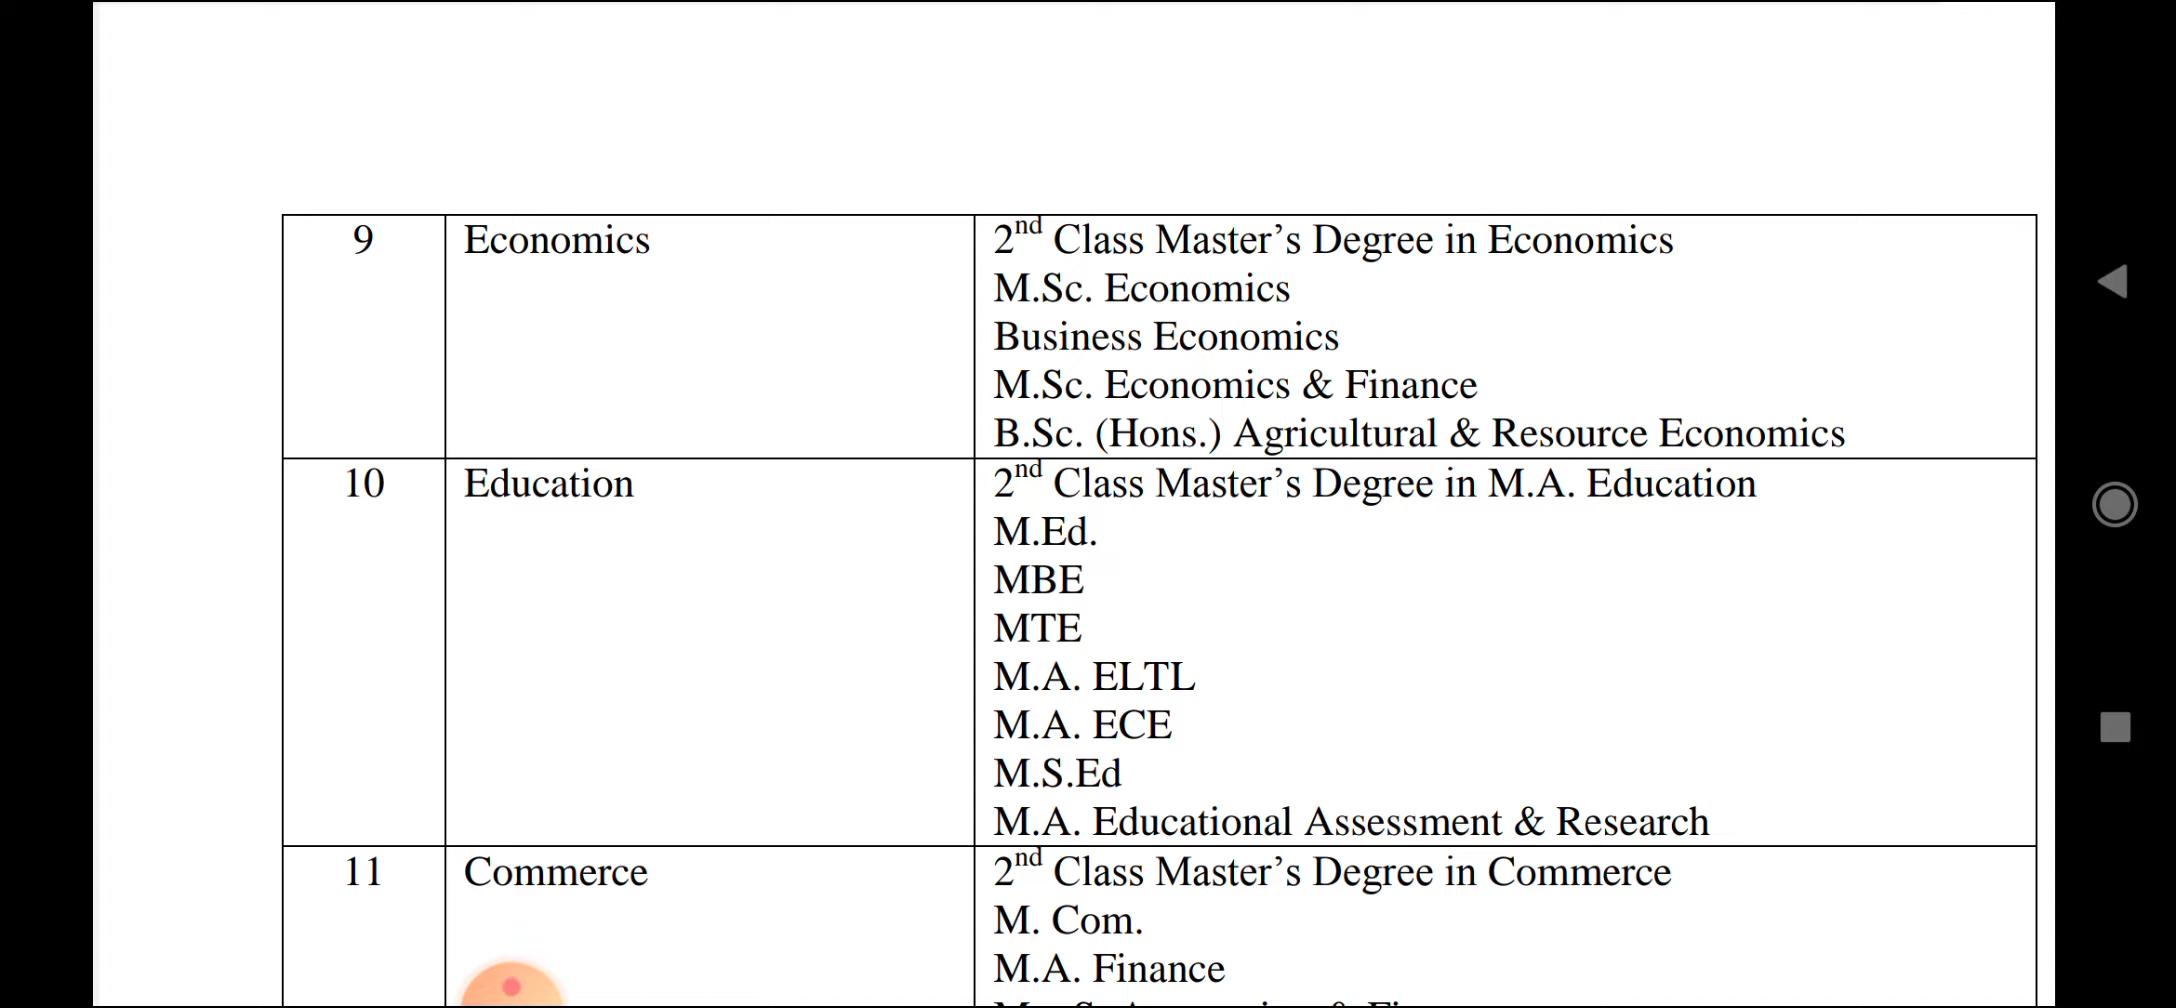 9 Economics 2nd Class Master’s Degree in Economics
M.Sc. Economics
Business Economics
M.Sc. Economics & Finance
B.Sc. (Hons.) Agricultural & Resource Economics
10 Education 2nd Class Master’s Degree in M.A. Education
M.Ed.
MBE
MTE
M.A. ELTL
M.A. ECE
M.S.Ed
M.A. Educational Assessment & Research
11 Commerce 2nd Class Master’s Degree in Commerce
M. Com.
M.A. Finance